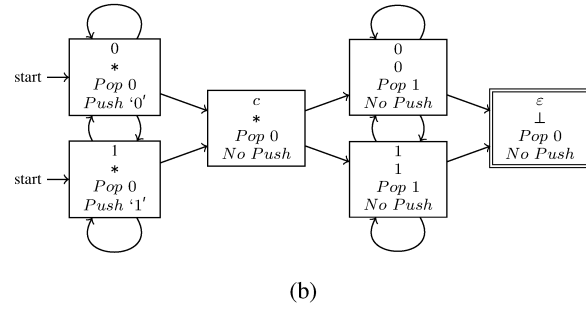 start
0
*
Pop 0
Push ‘0′
start
1
*
Pop 0
Push ‘1′
c
*
Pop 0
No Push
0
0
Pop 1
No Push
1
1
Pop 1
No Push
ε
⊥
Pop 0
No Push
(b)